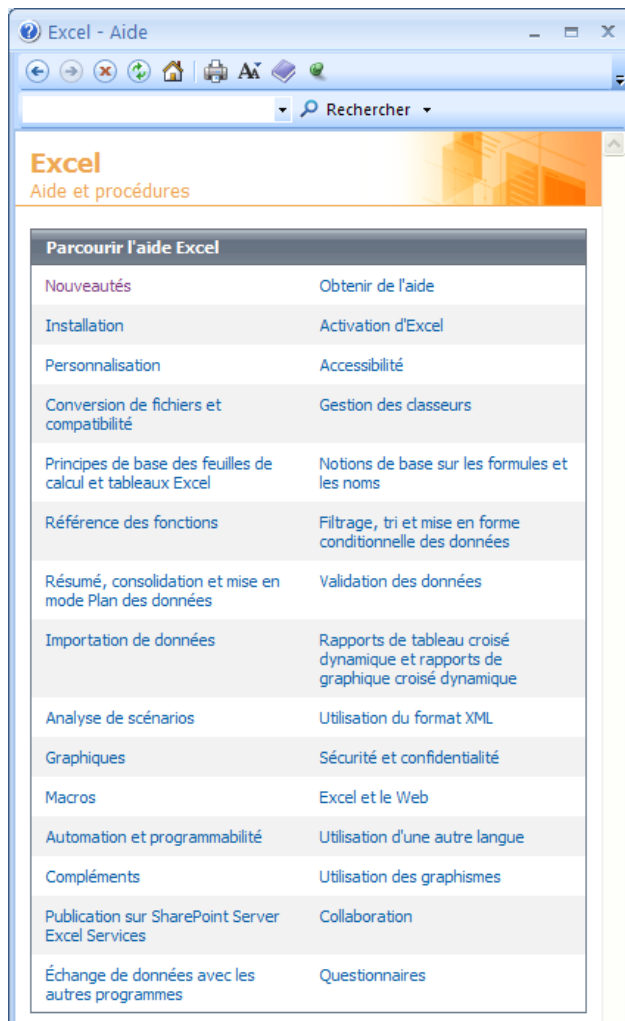 Excel - Aide
Rechercher
Excel
Aide et procédures
Parcourir l'aide Excel
Nouveautés
Obtenir de l'aide
Installation
Activation d'Excel
Personnalisation
Accessibilité
Conversion de fichiers et
compatibilité
Gestion des classeurs
Principes de base des feuilles de
calcul et tableaux Excel
Notions de base sur les formules et
les noms
Référence des fonctions
Filtrage, tri et mise en forme
conditionnelle des données
Résumé, consolidation et mise en
mode Plan des données
Validation des données
Importation de données
Rapports de tableau croisé
dynamique et rapports de
graphique croisé dynamique
Analyse de scénarios
Utilisation du format XML
Graphiques
Sécurité et confidentialité
Macros
Excel et le Web
Automation et programmabilité
Utilisation d'une autre langue
Compléments
Utilisation des graphismes
Publication sur SharePoint Server
Excel Services
Collaboration
Échange de données avec les
autres programmes
Questionnaires